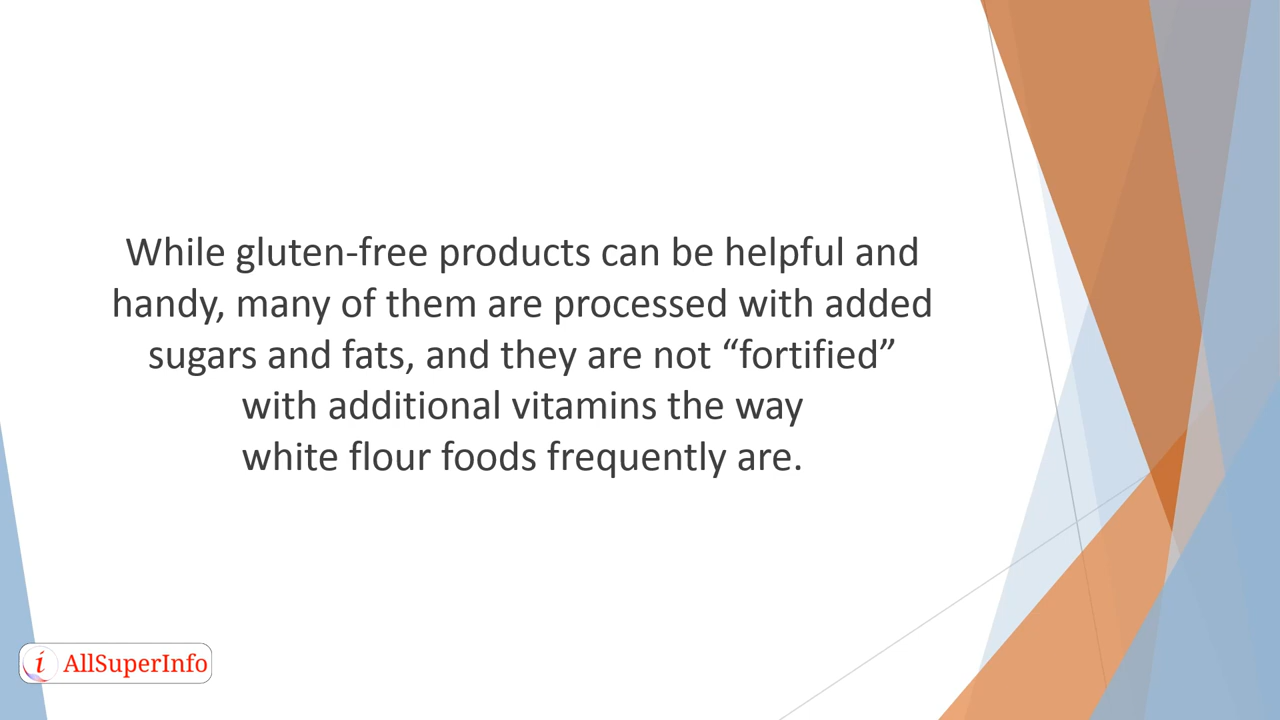 While gluten-free products can be helpful and
handy, many of them are processed with added
sugars and fats, and they are not “fortified”
with additional vitamins the way
white flour foods frequently are.
i AllSuperInfo